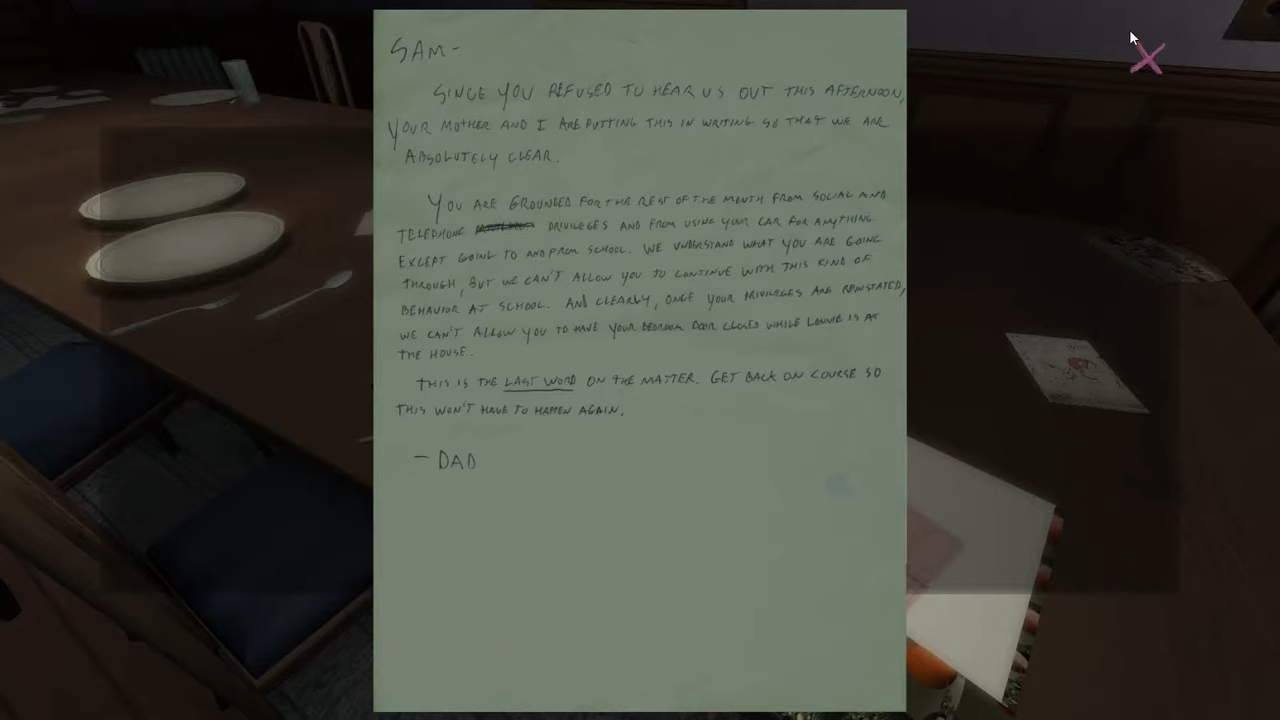 SAM-
SINCE YOU REFUSED TO HEAR US OUT THIS AFTERNOON,
YOUR MOTHER AND I ARE PUTTING THIS IN WRITING SO THAT WE ARE
ABSOLUTELY CLEAR.
YOU ARE GROUNDED FOR THE REST OF THE MONTH FROM SOCIAL AND
TELEPHONE PRIVILEGES AND FROM USING YOUR CAR FOR ANYTHING
EXCEPT GOING TO AND FROM SCHOOL. WE UNDERSTAND WHAT YOU ARE GOING
THROUGH, BUT WE CAN'T ALLOW YOU TO CONTINUE WITH THIS KIND OF
BEHAVIOR AT SCHOOL. AND CLEARLY, ONCE YOUR PRIVILEGES ARE REINSTATED,
WE CAN'T ALLOW YOU TO HAVE YOUR BEDROOM DOOR CLOSED WHILE LONNIE IS AT
THE HOUSE.
THIS IS THE LAST WORD ON THE MATTER. GET BACK ON COURSE SO
THIS WON'T HAVE TO HAPPEN AGAIN.
- DAD